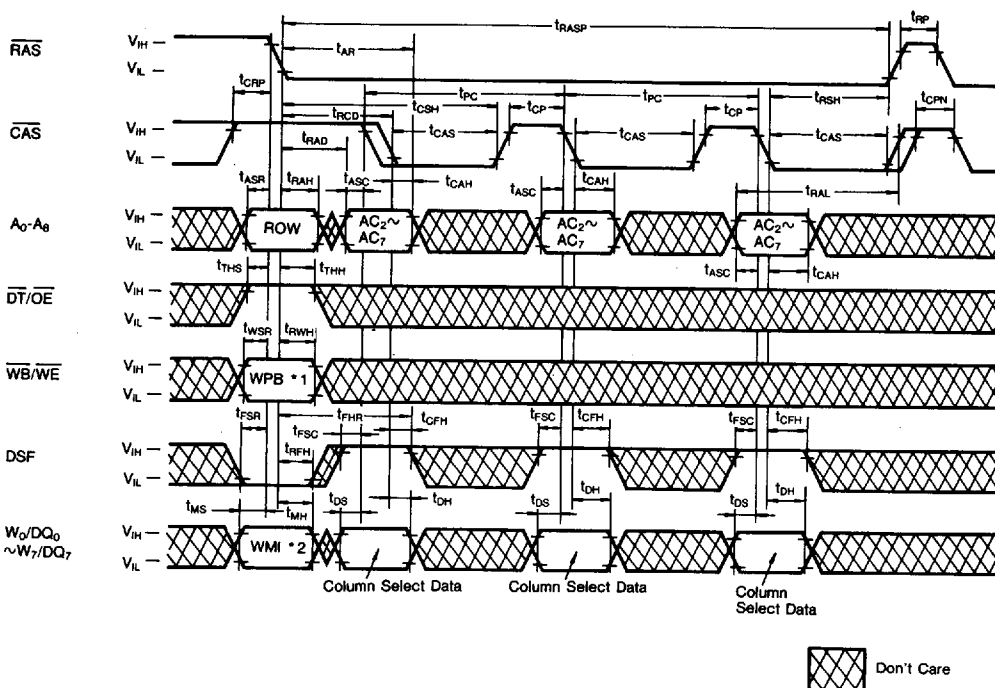 tRASP
tRP
RAS
VIH
VIL
tAR
tCRP
tPC
tPC
tCSH
tCP
tCP
tRSH
tCPN
tRCD
CAS
VIH
VIL
tCAS
tCAS
tCAS
tRAD
tRAL
tASR
tRAH
tASC
tCAH
tASC
tCAH
A0-A8
VIH
VIL
ROW
AC2~
AC7
AC2~
AC7
AC2~
AC7
tTHS
tTHH
tASC
tCAH
DT/OE
VIH
VIL
tWSR
tRWH
WB/WE
VIH
VIL
WPB *1
tFSR
tFHR
tFSC
tCFH
tFSC
tCFH
tFSC
tCFH
DSF
VIH
VIL
tRFH
tMS
tMH
tDS
tDH
tDS
tDH
tDS
tDH
W0/DQ0
~W7/DQ7
VIH
VIL
WMI *2
Column Select Data
Column Select Data
Column
Select Data
Don't Care